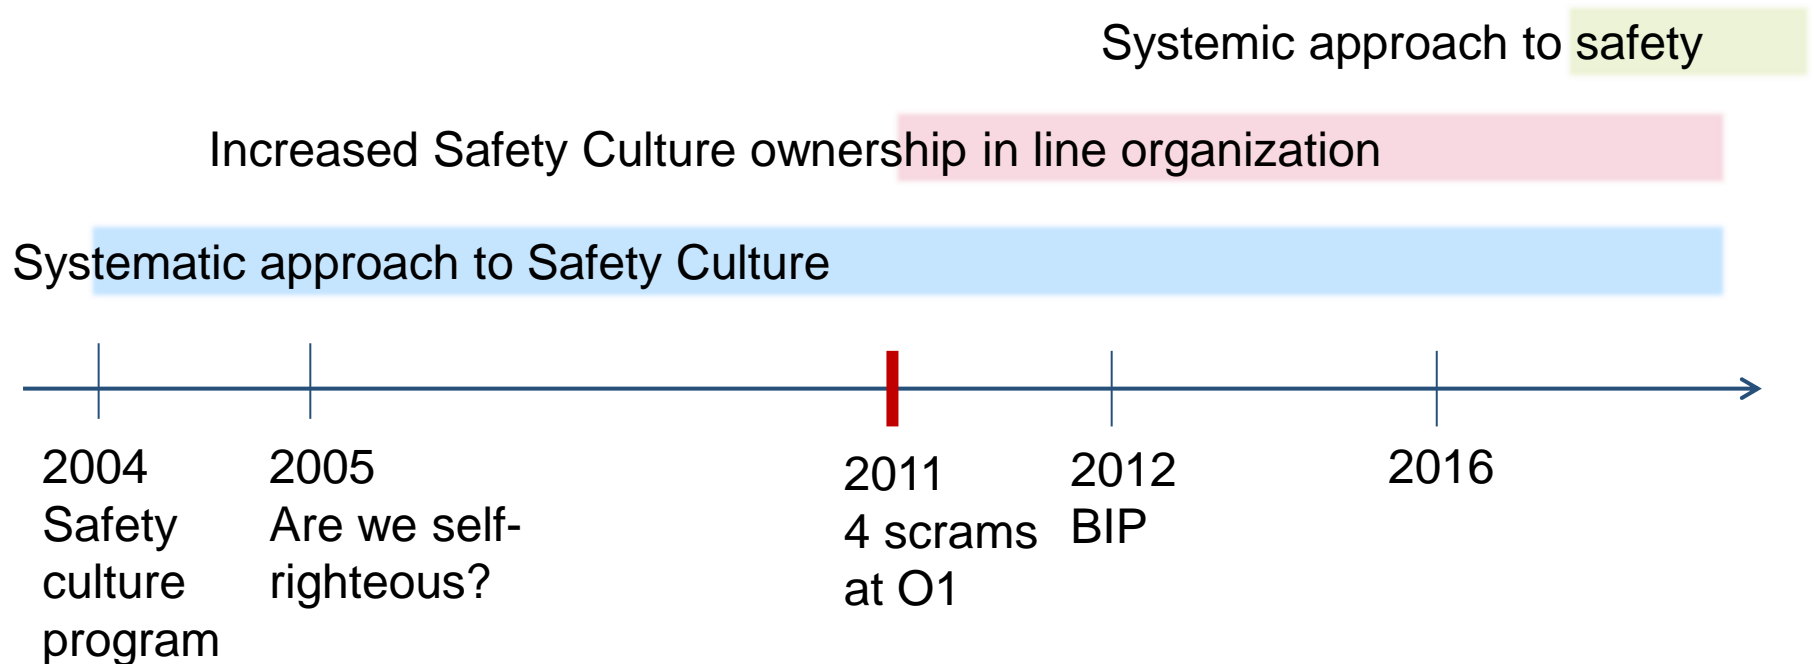 Systemic approach to safety
Increased Safety Culture ownership in line organization
Systematic approach to Safety Culture
2004
Safety
culture
program
2005
Are we self-
righteous?
2011
4 scrams
at O1
2012
BIP
2016